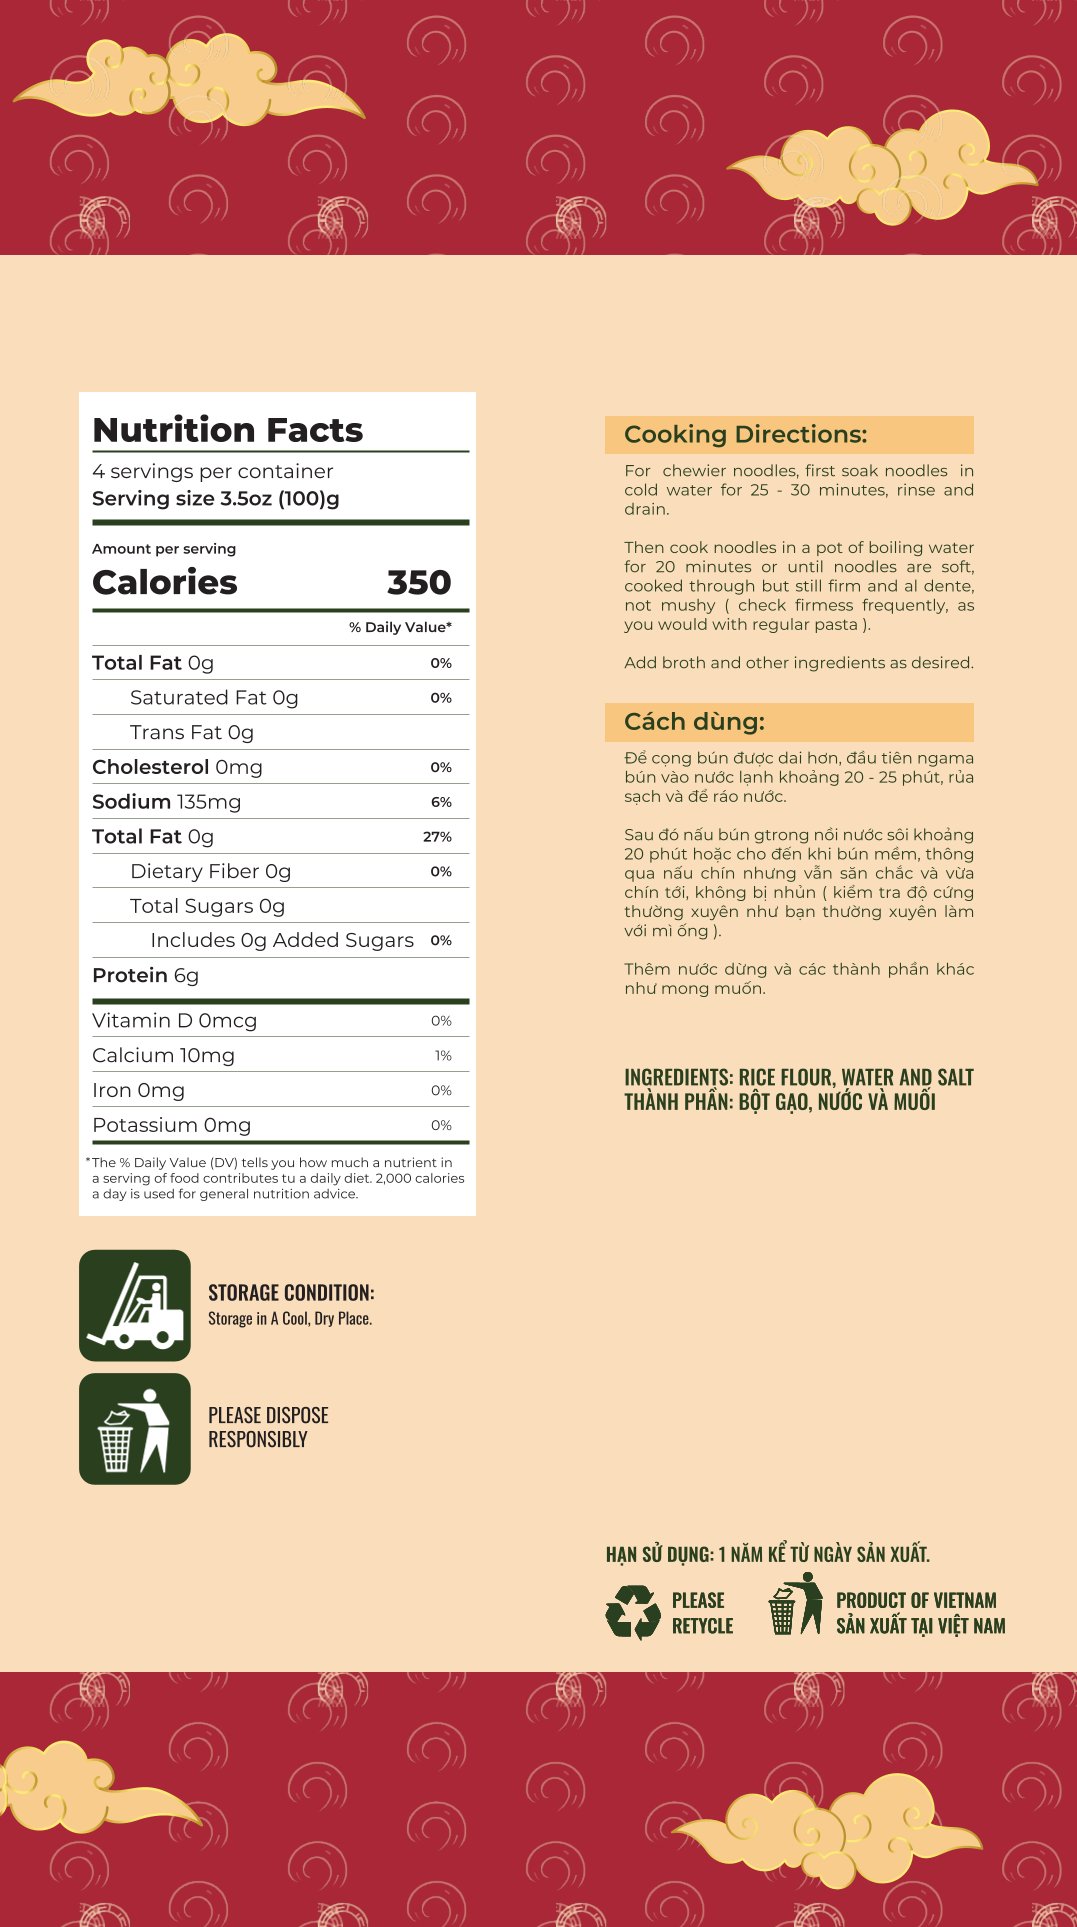 Nutrition Facts
4 servings per container
Serving size 3.5oz (100)g
Amount per serving
Calories 350
% Daily Value*
Total Fat 0g 0%
Saturated Fat 0g 0%
Trans Fat 0g
Cholesterol 0mg 0%
Sodium 135mg 6%
Total Fat 0g 27%
Dietary Fiber 0g 0%
Total Sugars 0g
Includes 0g Added Sugars 0%
Protein 6g
Vitamin D 0mcg 0%
Calcium 10mg 1%
Iron 0mg 0%
Potassium 0mg 0%
*The % Daily Value (DV) tells you how much a nutrient in
a serving of food contributes tu a daily diet. 2,000 calories
a day is used for general nutrition advice.
STORAGE CONDITION:
Storage in A Cool, Dry Place.
PLEASE DISPOSE
RESPONSIBLY
Cooking Directions:
For chewier noodles, first soak noodles in
cold water for 25 - 30 minutes, rinse and
drain.
Then cook noodles in a pot of boiling water
for 20 minutes or until noodles are soft,
cooked through but still firm and al dente,
not mushy ( check firmess frequently, as
you would with regular pasta ).
Add broth and other ingredients as desired.
Cách dùng:
Để cọng bún được dai hơn, đầu tiên ngama
bún vào nước lạnh khoảng 20 - 25 phút, rủa
sạch và để ráo nước.
Sau đó nấu bún gtrong nồi nước sôi khoảng
20 phút hoặc cho đến khi bún mềm, thông
qua nấu chín nhưng vẫn săn chắc và vừa
chín tới, không bị nhủn ( kiểm tra độ cứng
thường xuyên như bạn thường xuyên làm
với mì ống ).
Thêm nước dừng và các thành phần khác
như mong muốn.
INGREDIENTS: RICE FLOUR, WATER AND SALT
THÀNH PHẦN: BỘT GẠO, NƯỚC VÀ MUỐI
HẠN SỬ DỤNG: 1 NĂM KỂ TỪ NGÀY SẢN XUẤT.
PLEASE
RETYCLE
PRODUCT OF VIETNAM
SẢN XUẤT TẠI VIỆT NAM